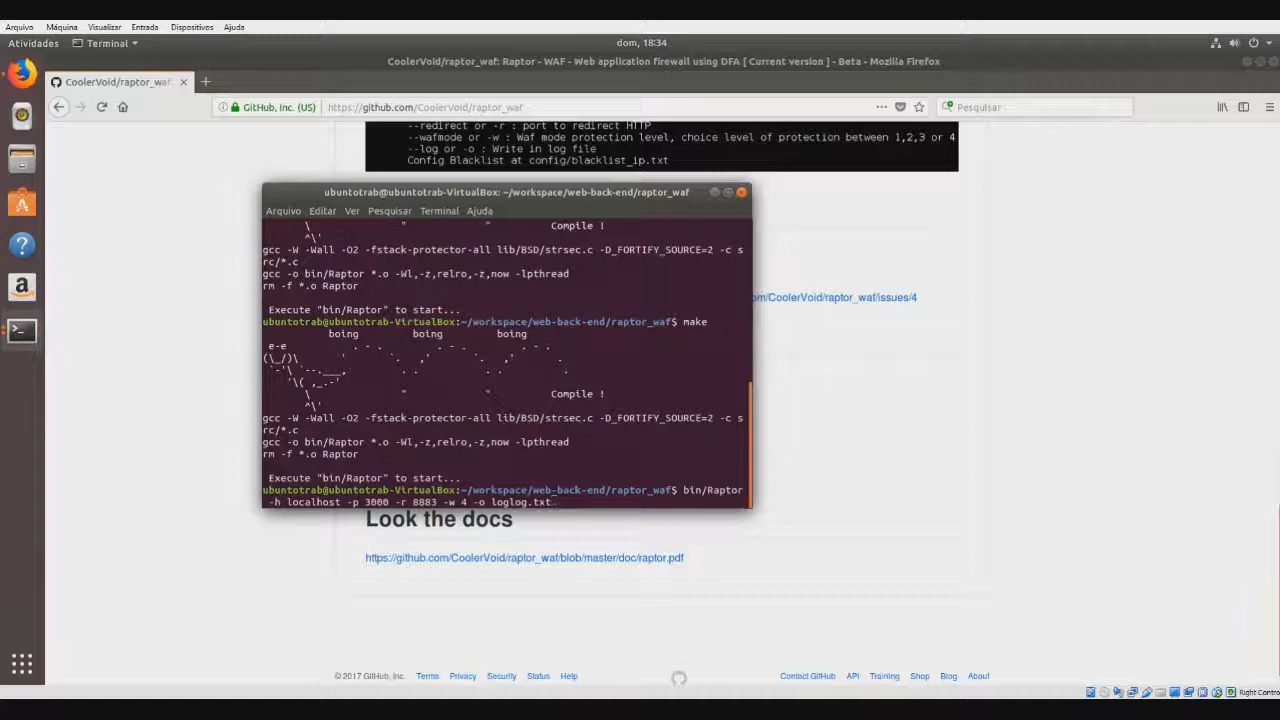 Arquivo Máquina Visualizar Entrada Dispositivos Ajuda
Atividades Terminal dom, 18:34
CoolerVoid/raptor_waf: Raptor - WAF - Web application firewall using DFA [ Current version ] - Beta - Mozilla Firefox
CoolerVoid/raptor_waf:
GitHub, Inc. (US) https://github.com/CoolerVoid/raptor_waf Pesquisar
--redirect or -r : port to redirect HTTP
--wafmode or -w : Waf mode protection level, choice level of protection between 1,2,3 or 4
--log or -o : Write in log file
Config Blacklist at config/blacklist_ip.txt
ubuntotrab@ubuntotrab-VirtualBox: ~/workspace/web-back-end/raptor_waf
Arquivo Editar Ver Pesquisar Terminal Ajuda
\ " " Compile !
^\'
gcc -W -Wall -O2 -fstack-protector-all lib/BSD/strsec.c -D_FORTIFY_SOURCE=2 -c s
rc/*.c
gcc -o bin/Raptor *.o -Wl,-z,relro,-z,now -lpthread
rm -f *.o Raptor
om/CoolerVoid/raptor_waf/issues/4
Execute "bin/Raptor" to start...
ubuntotrab@ubuntotrab-VirtualBox:~/workspace/web-back-end/raptor_waf$ make
boing boing boing
e-e . - . . - . . - .
(\_/)\ ' `. ,' `. ,' .
`-'\ `--.___, . . . . .
'\( ,_.-'
\ " " Compile !
^\'
gcc -W -Wall -O2 -fstack-protector-all lib/BSD/strsec.c -D_FORTIFY_SOURCE=2 -c s
rc/*.c
gcc -o bin/Raptor *.o -Wl,-z,relro,-z,now -lpthread
rm -f *.o Raptor
Execute "bin/Raptor" to start...
ubuntotrab@ubuntotrab-VirtualBox:~/workspace/web-back-end/raptor_waf$ bin/Raptor
-h localhost -p 3000 -r 8883 -w 4 -o loglog.txt
Look the docs
https://github.com/CoolerVoid/raptor_waf/blob/master/doc/raptor.pdf
© 2017 GitHub, Inc. Terms Privacy Security Status Help Contact GitHub API Training Shop Blog About
Right Contro